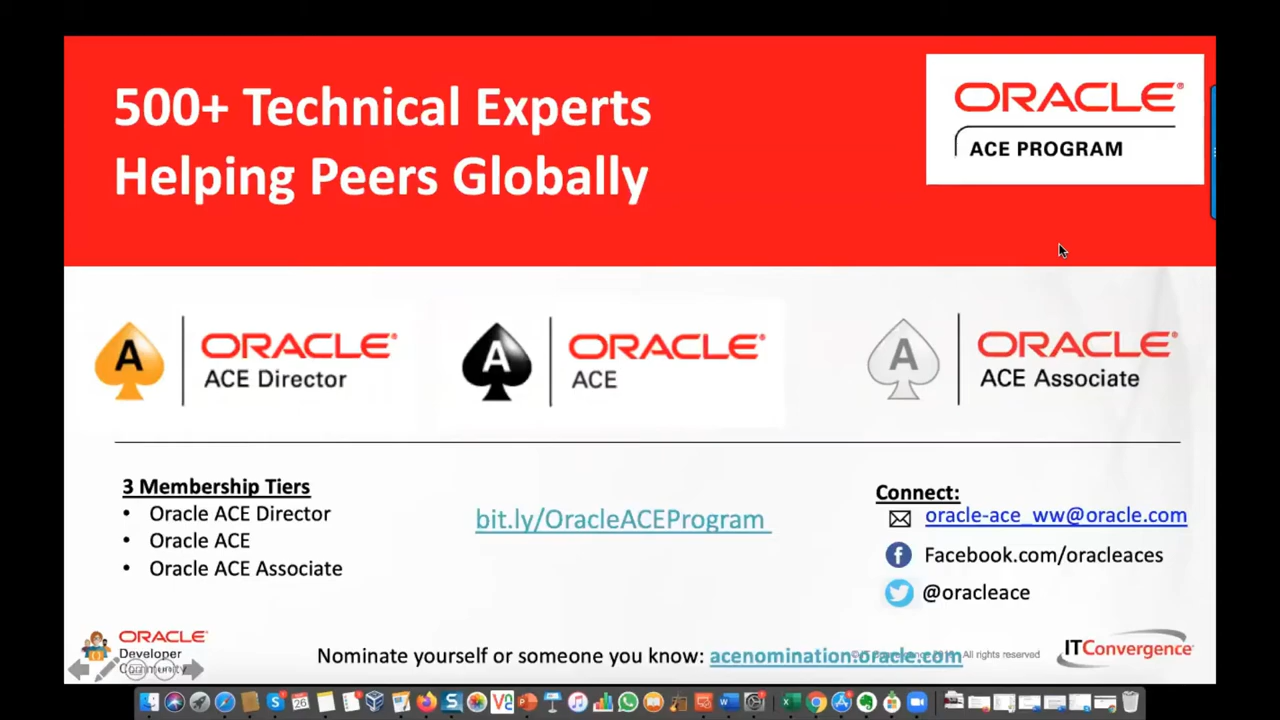 500+ Technical Experts
Helping Peers Globally
ORACLE®
ACE PROGRAM
A
ORACLE®
ACE Director
A
ORACLE®
ACE
A
ORACLE®
ACE Associate
3 Membership Tiers
• Oracle ACE Director
• Oracle ACE
• Oracle ACE Associate
bit.ly/OracleACEProgram
Connect:
oracle-ace_ww@oracle.com
Facebook.com/oracleaces
@oracleace
ORACLE®
Developer
Community
Nominate yourself or someone you know: acenomination.oracle.com
All rights reserved
ITConvergence
26